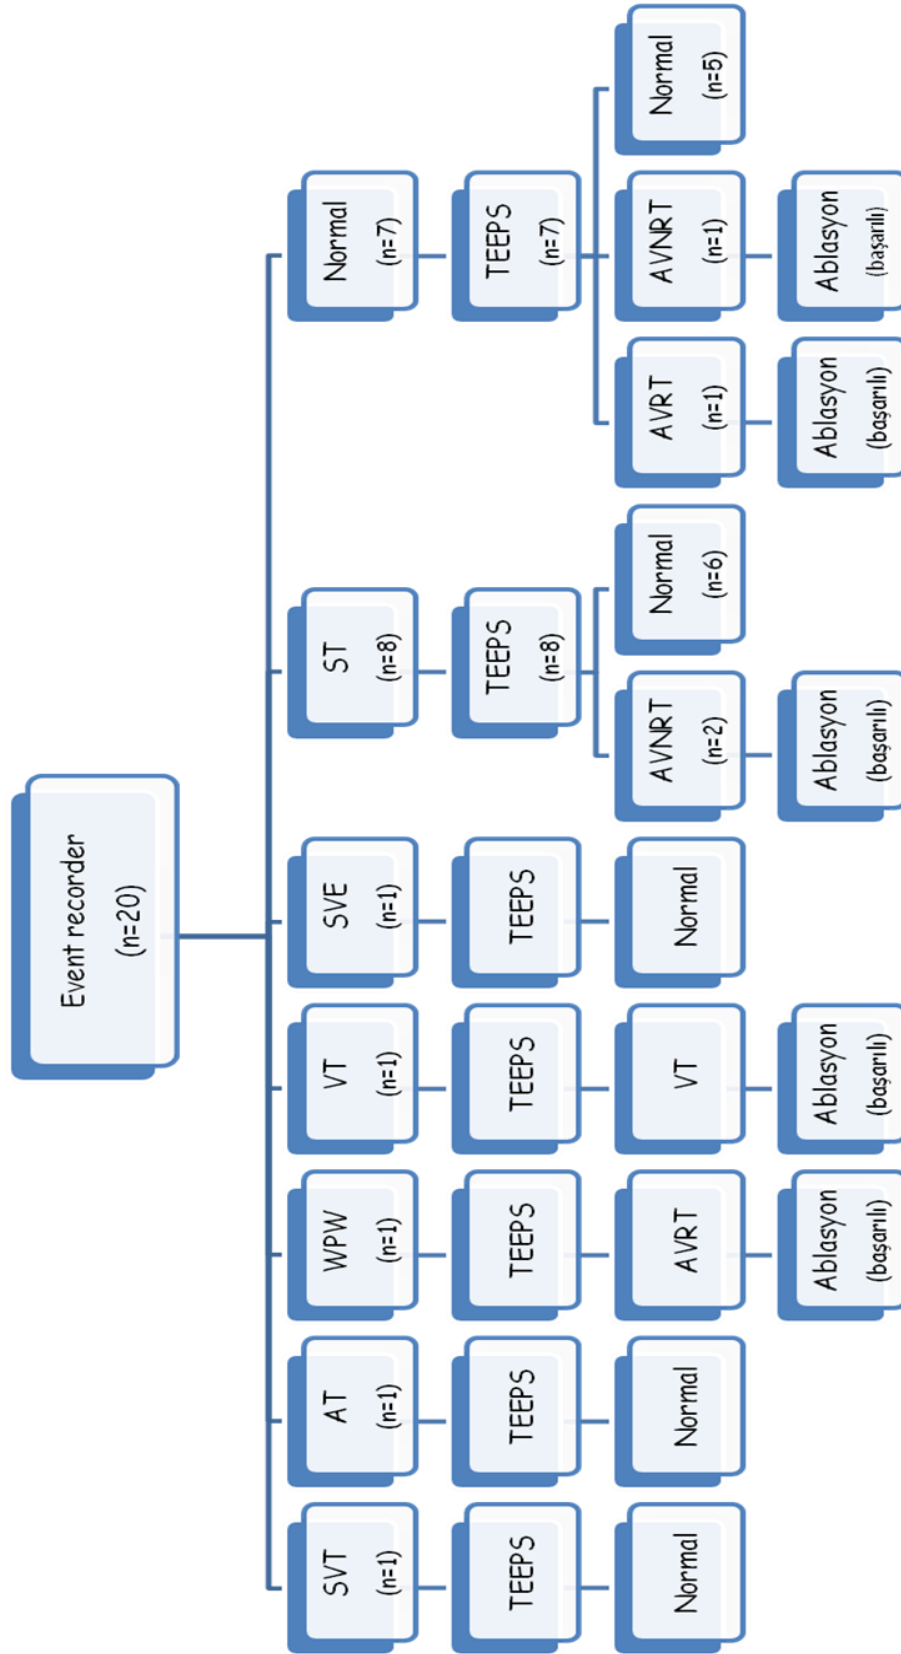 Event recorder
(n=20)
SVT
(n=1)
AT
(n=1)
WPW
(n=1)
VT
(n=1)
SVE
(n=1)
ST
(n=8)
Normal
(n=7)
TEEPS
TEEPS
TEEPS
TEEPS
TEEPS
TEEPS
(n=8)
TEEPS
(n=7)
Normal
Normal
AVRT
VT
Normal
AVNRT
(n=2)
Normal
(n=6)
AVRT
(n=1)
AVNRT
(n=1)
Normal
(n=5)
Ablasyon
(başarılı)
Ablasyon
(başarılı)
Ablasyon
(başarılı)
Ablasyon
(başarılı)
Ablasyon
(başarılı)